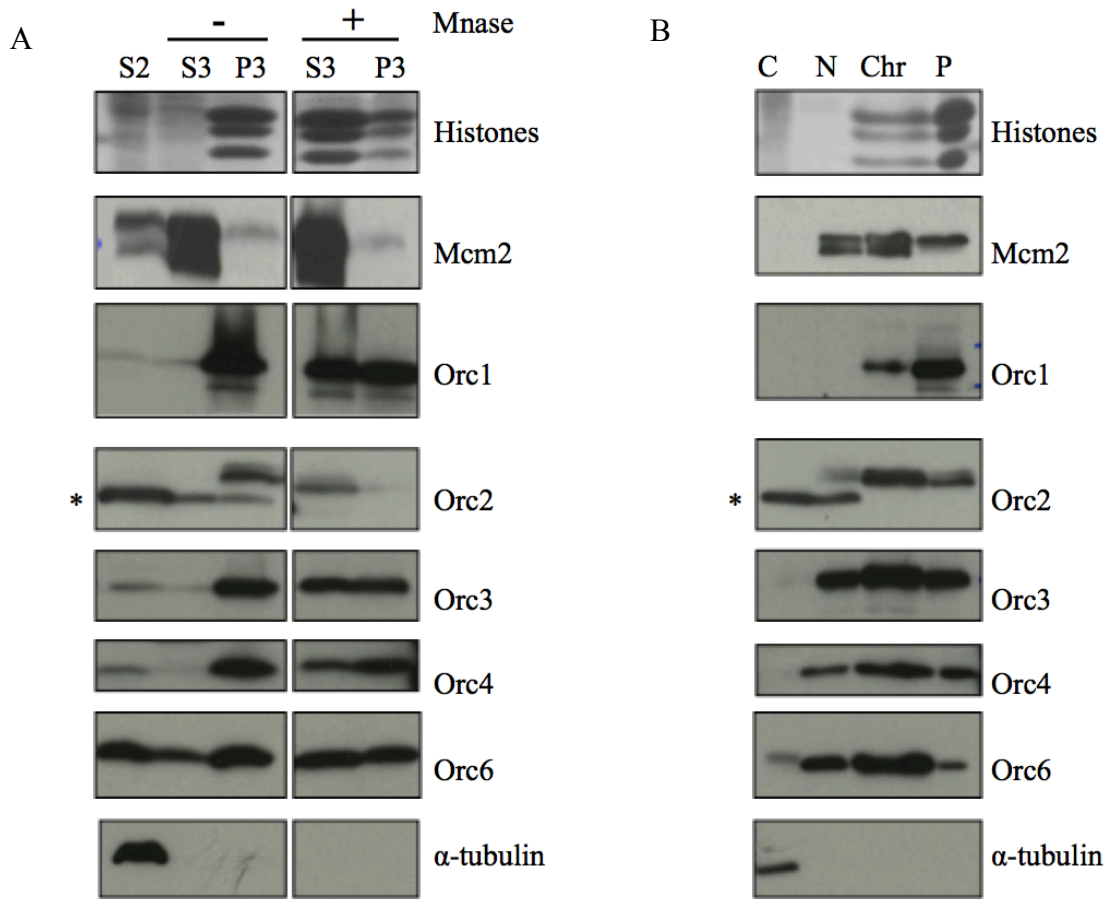 A
- + Mnase
S2 S3 P3 S3 P3
Histones
Mcm2
Orc1
* Orc2
Orc3
Orc4
Orc6
α-tubulin
B
C N Chr P
Histones
Mcm2
Orc1
* Orc2
Orc3
Orc4
Orc6
α-tubulin